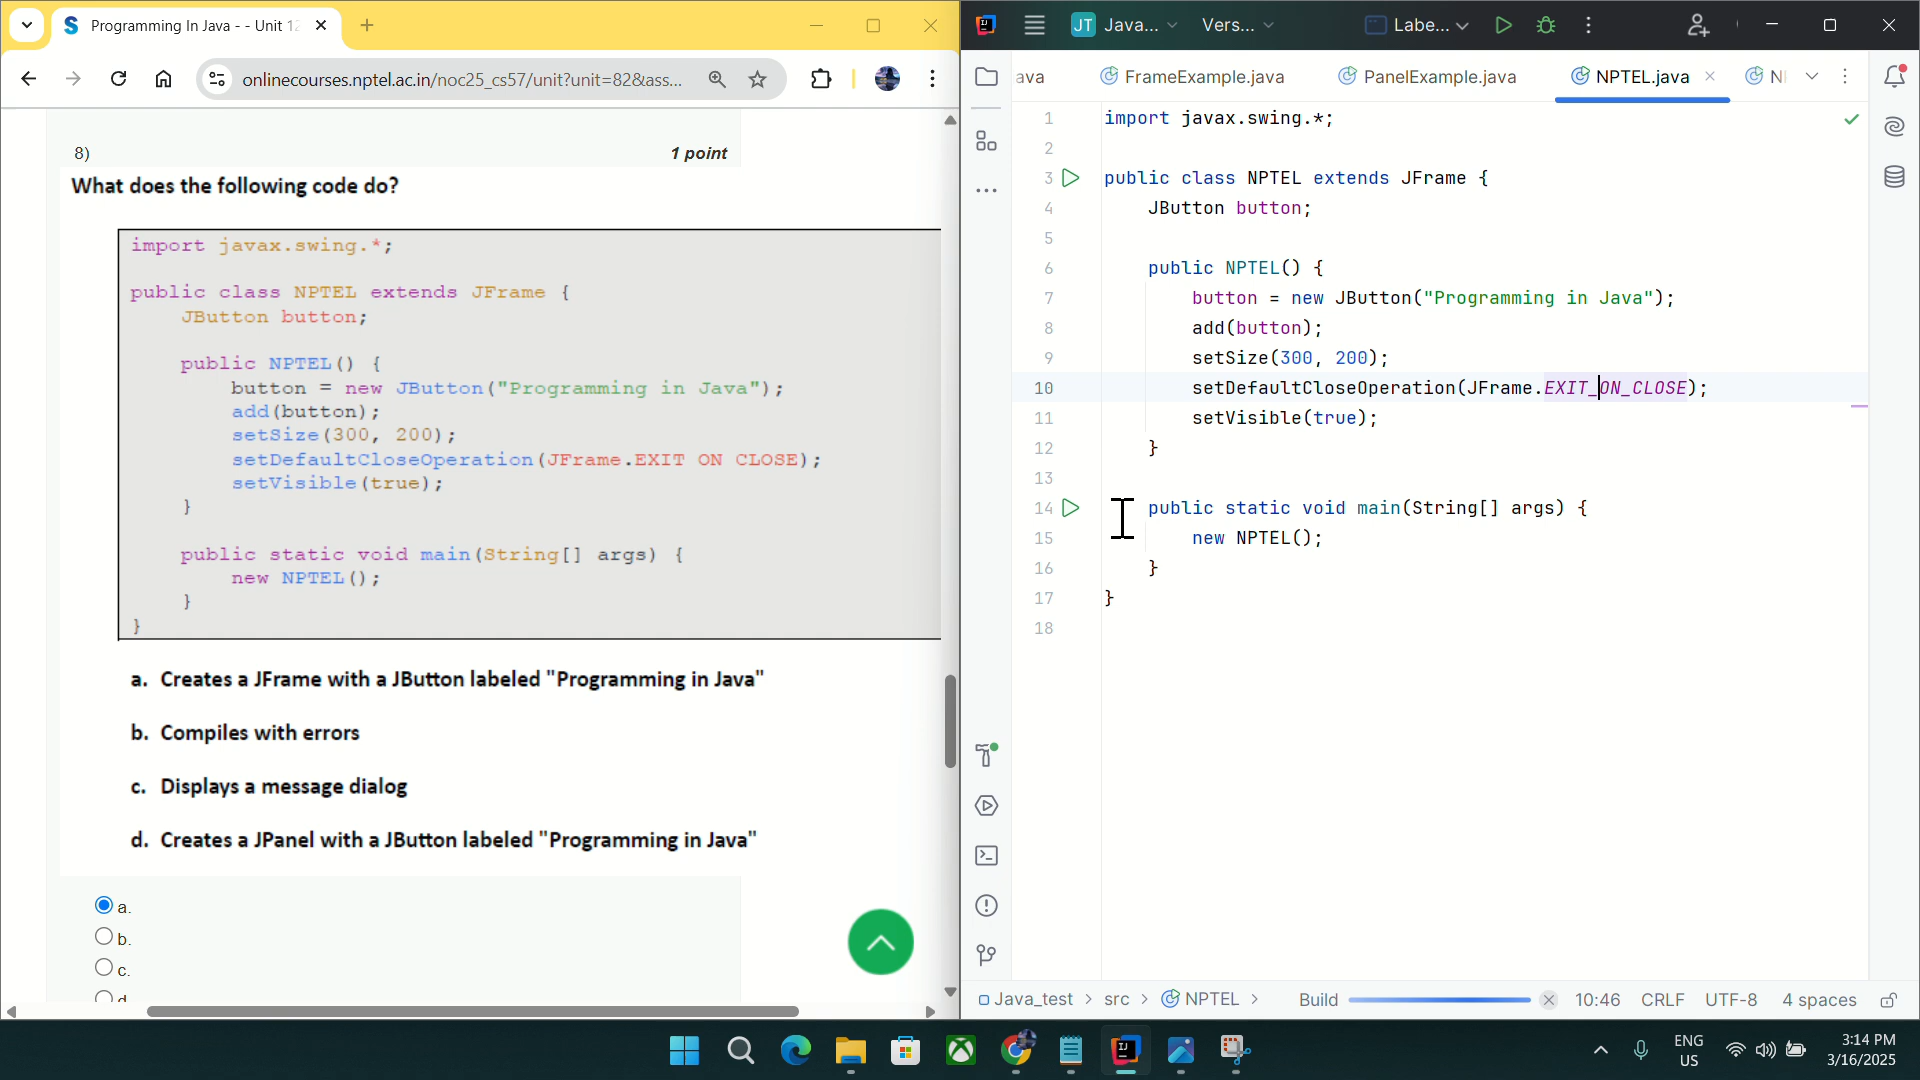 Programming In Java - - Unit 12
onlinecourses.nptel.ac.in/noc25_cs57/unit?unit=82&ass...
8)
1 point
What does the following code do?
import javax.swing.*;
public class NPTEL extends JFrame {
JButton button;
public NPTEL() {
button = new JButton("Programming in Java");
add(button);
setSize(300, 200);
setDefaultCloseOperation(JFrame.EXIT ON CLOSE);
setVisible(true);
}
public static void main(String[] args) {
new NPTEL();
}
}
a. Creates a JFrame with a JButton labeled "Programming in Java"
b. Compiles with errors
c. Displays a message dialog
d. Creates a JPanel with a JButton labeled "Programming in Java"
a.
b.
c.
d
JT Java... Vers... Labe...
ava FrameExample.java PanelExample.java NPTEL.java N
1 import javax.swing.*;
2
3 public class NPTEL extends JFrame {
4 JButton button;
5
6 public NPTEL() {
7 button = new JButton("Programming in Java");
8 add(button);
9 setSize(300, 200);
10 setDefaultCloseOperation(JFrame.EXIT_ON_CLOSE);
11 setVisible(true);
12 }
13
14 public static void main(String[] args) {
15 new NPTEL();
16 }
17 }
18
Java_test > src > NPTEL > Build 10:46 CRLF UTF-8 4 spaces
ENG
US
3:14 PM
3/16/2025